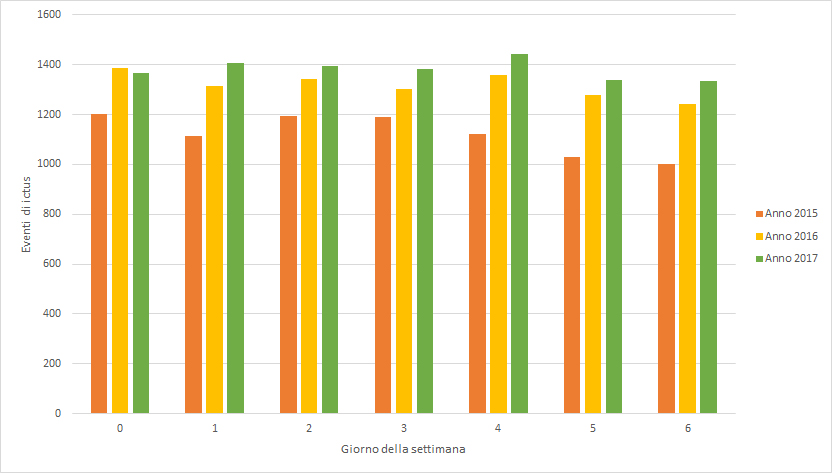 1600
1400
1200
1000
800
600
400
200
0
Eventi di ictus
0 1 2 3 4 5 6
Giorno della settimana
Anno 2015
Anno 2016
Anno 2017